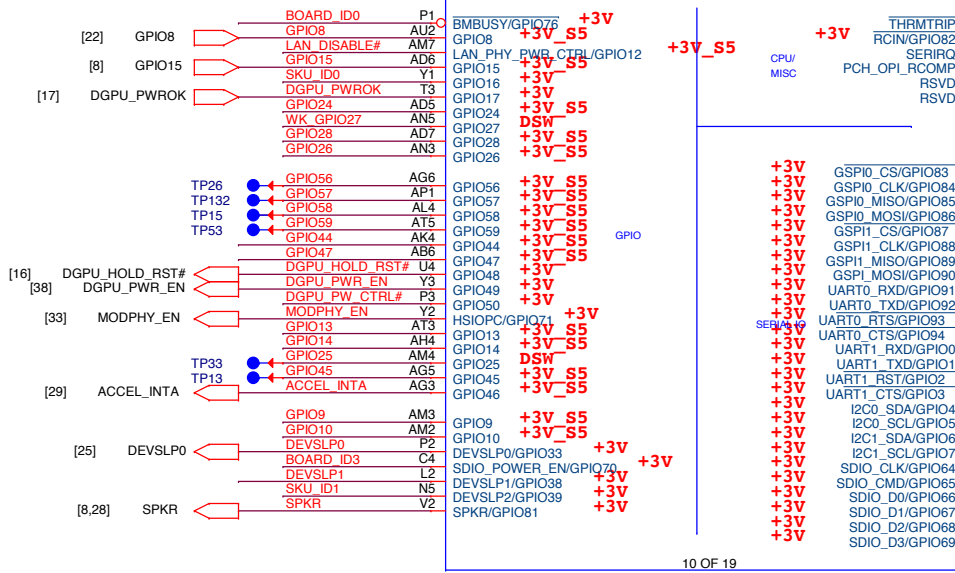 BOARD_ID0 P1 BMBUSY/GPIO76 +3V
[22] GPIO8 GPIO8 AU2 GPIO8 +3V_S5
LAN_DISABLE# AM7 LAN_PHY_PWR_CTRL/GPIO12 +3V_S5
[8] GPIO15 GPIO15 AD6 GPIO15 +3V_S5
SKU_ID0 Y1 GPIO16 +3V
[17] DGPU_PWROK DGPU_PWROK T3 GPIO17 +3V
GPIO24 AD5 GPIO24 +3V_S5
WK_GPIO27 AN5 GPIO27 DSW
GPIO28 AD7 GPIO28 +3V_S5
GPIO26 AN3 GPIO26 +3V_S5
TP26 GPIO56 AG6 GPIO56 +3V_S5
TP132 GPIO57 AP1 GPIO57 +3V_S5
TP15 GPIO58 AL4 GPIO58 +3V_S5
TP53 GPIO59 AT5 GPIO59 +3V_S5
GPIO44 AK4 GPIO44 +3V_S5
GPIO47 AB6 GPIO47 +3V_S5
[16] DGPU_HOLD_RST# DGPU_HOLD_RST# U4 GPIO48 +3V
[38] DGPU_PWR_EN DGPU_PWR_EN Y3 GPIO49 +3V
DGPU_PW_CTRL# P3 GPIO50 +3V
[33] MODPHY_EN MODPHY_EN Y2 HSIOPC/GPIO71 +3V
GPIO13 AT3 GPIO13 +3V_S5
GPIO14 AH4 GPIO14 +3V_S5
TP33 GPIO25 AM4 GPIO25 DSW
TP13 GPIO45 AG5 GPIO45 +3V_S5
[29] ACCEL_INTA ACCEL_INTA AG3 GPIO46 +3V_S5
GPIO9 AM3 GPIO9 +3V_S5
GPIO10 AM2 GPIO10 +3V_S5
[25] DEVSLP0 DEVSLP0 P2 DEVSLP0/GPIO33 +3V
BOARD_ID3 C4 SDIO_POWER_EN/GPIO70 +3V
DEVSLP1 L2 DEVSLP1/GPIO38 +3V
SKU_ID1 N5 DEVSLP2/GPIO39 +3V
[8,28] SPKR SPKR V2 SPKR/GPIO81 +3V
GPIO
CPU/
MISC
THRMTRIP
+3V RCIN/GPIO82
SERIRQ
PCH_OPI_RCOMP
RSVD
RSVD
SERIAL IO
+3V GSPI0_CS/GPIO83
+3V GSPI0_CLK/GPIO84
+3V GSPI0_MISO/GPIO85
+3V GSPI0_MOSI/GPIO86
+3V GSPI1_CS/GPIO87
+3V GSPI1_CLK/GPIO88
+3V GSPI1_MISO/GPIO89
+3V GSPI_MOSI/GPIO90
+3V UART0_RXD/GPIO91
+3V UART0_TXD/GPIO92
+3V UART0_RTS/GPIO93
+3V UART0_CTS/GPIO94
+3V UART1_RXD/GPIO0
+3V UART1_TXD/GPIO1
+3V UART1_RST/GPIO2
+3V UART1_CTS/GPIO3
+3V I2C0_SDA/GPIO4
+3V I2C0_SCL/GPIO5
+3V I2C1_SDA/GPIO6
+3V I2C1_SCL/GPIO7
+3V SDIO_CLK/GPIO64
+3V SDIO_CMD/GPIO65
+3V SDIO_D0/GPIO66
+3V SDIO_D1/GPIO67
+3V SDIO_D2/GPIO68
+3V SDIO_D3/GPIO69
10 OF 19